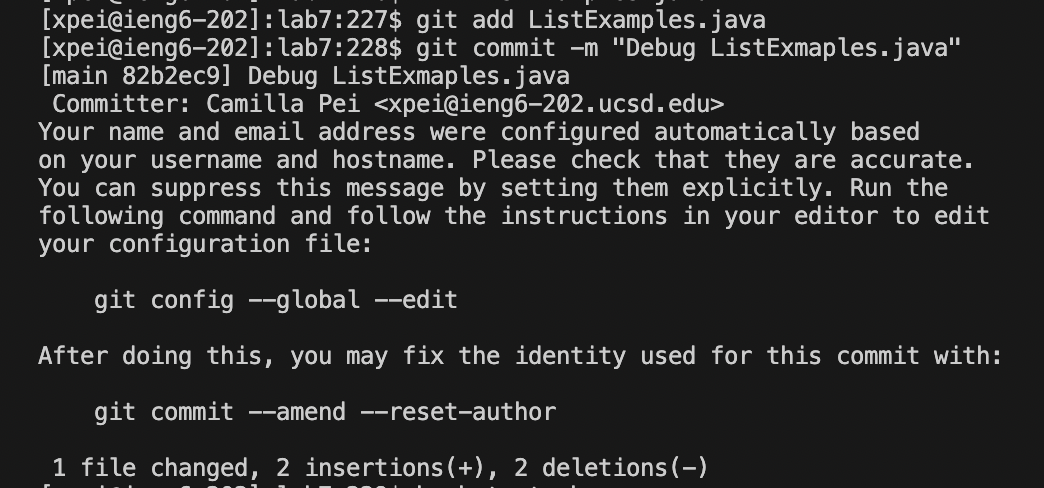 [xpei@ieng6-202]:lab7:227$ git add ListExamples.java
[xpei@ieng6-202]:lab7:228$ git commit -m "Debug ListExmaples.java"
[main 82b2ec9] Debug ListExmaples.java
 Committer: Camilla Pei <xpei@ieng6-202.ucsd.edu>
Your name and email address were configured automatically based
on your username and hostname. Please check that they are accurate.
You can suppress this message by setting them explicitly. Run the
following command and follow the instructions in your editor to edit
your configuration file:

    git config --global --edit

After doing this, you may fix the identity used for this commit with:

    git commit --amend --reset-author

 1 file changed, 2 insertions(+), 2 deletions(-)